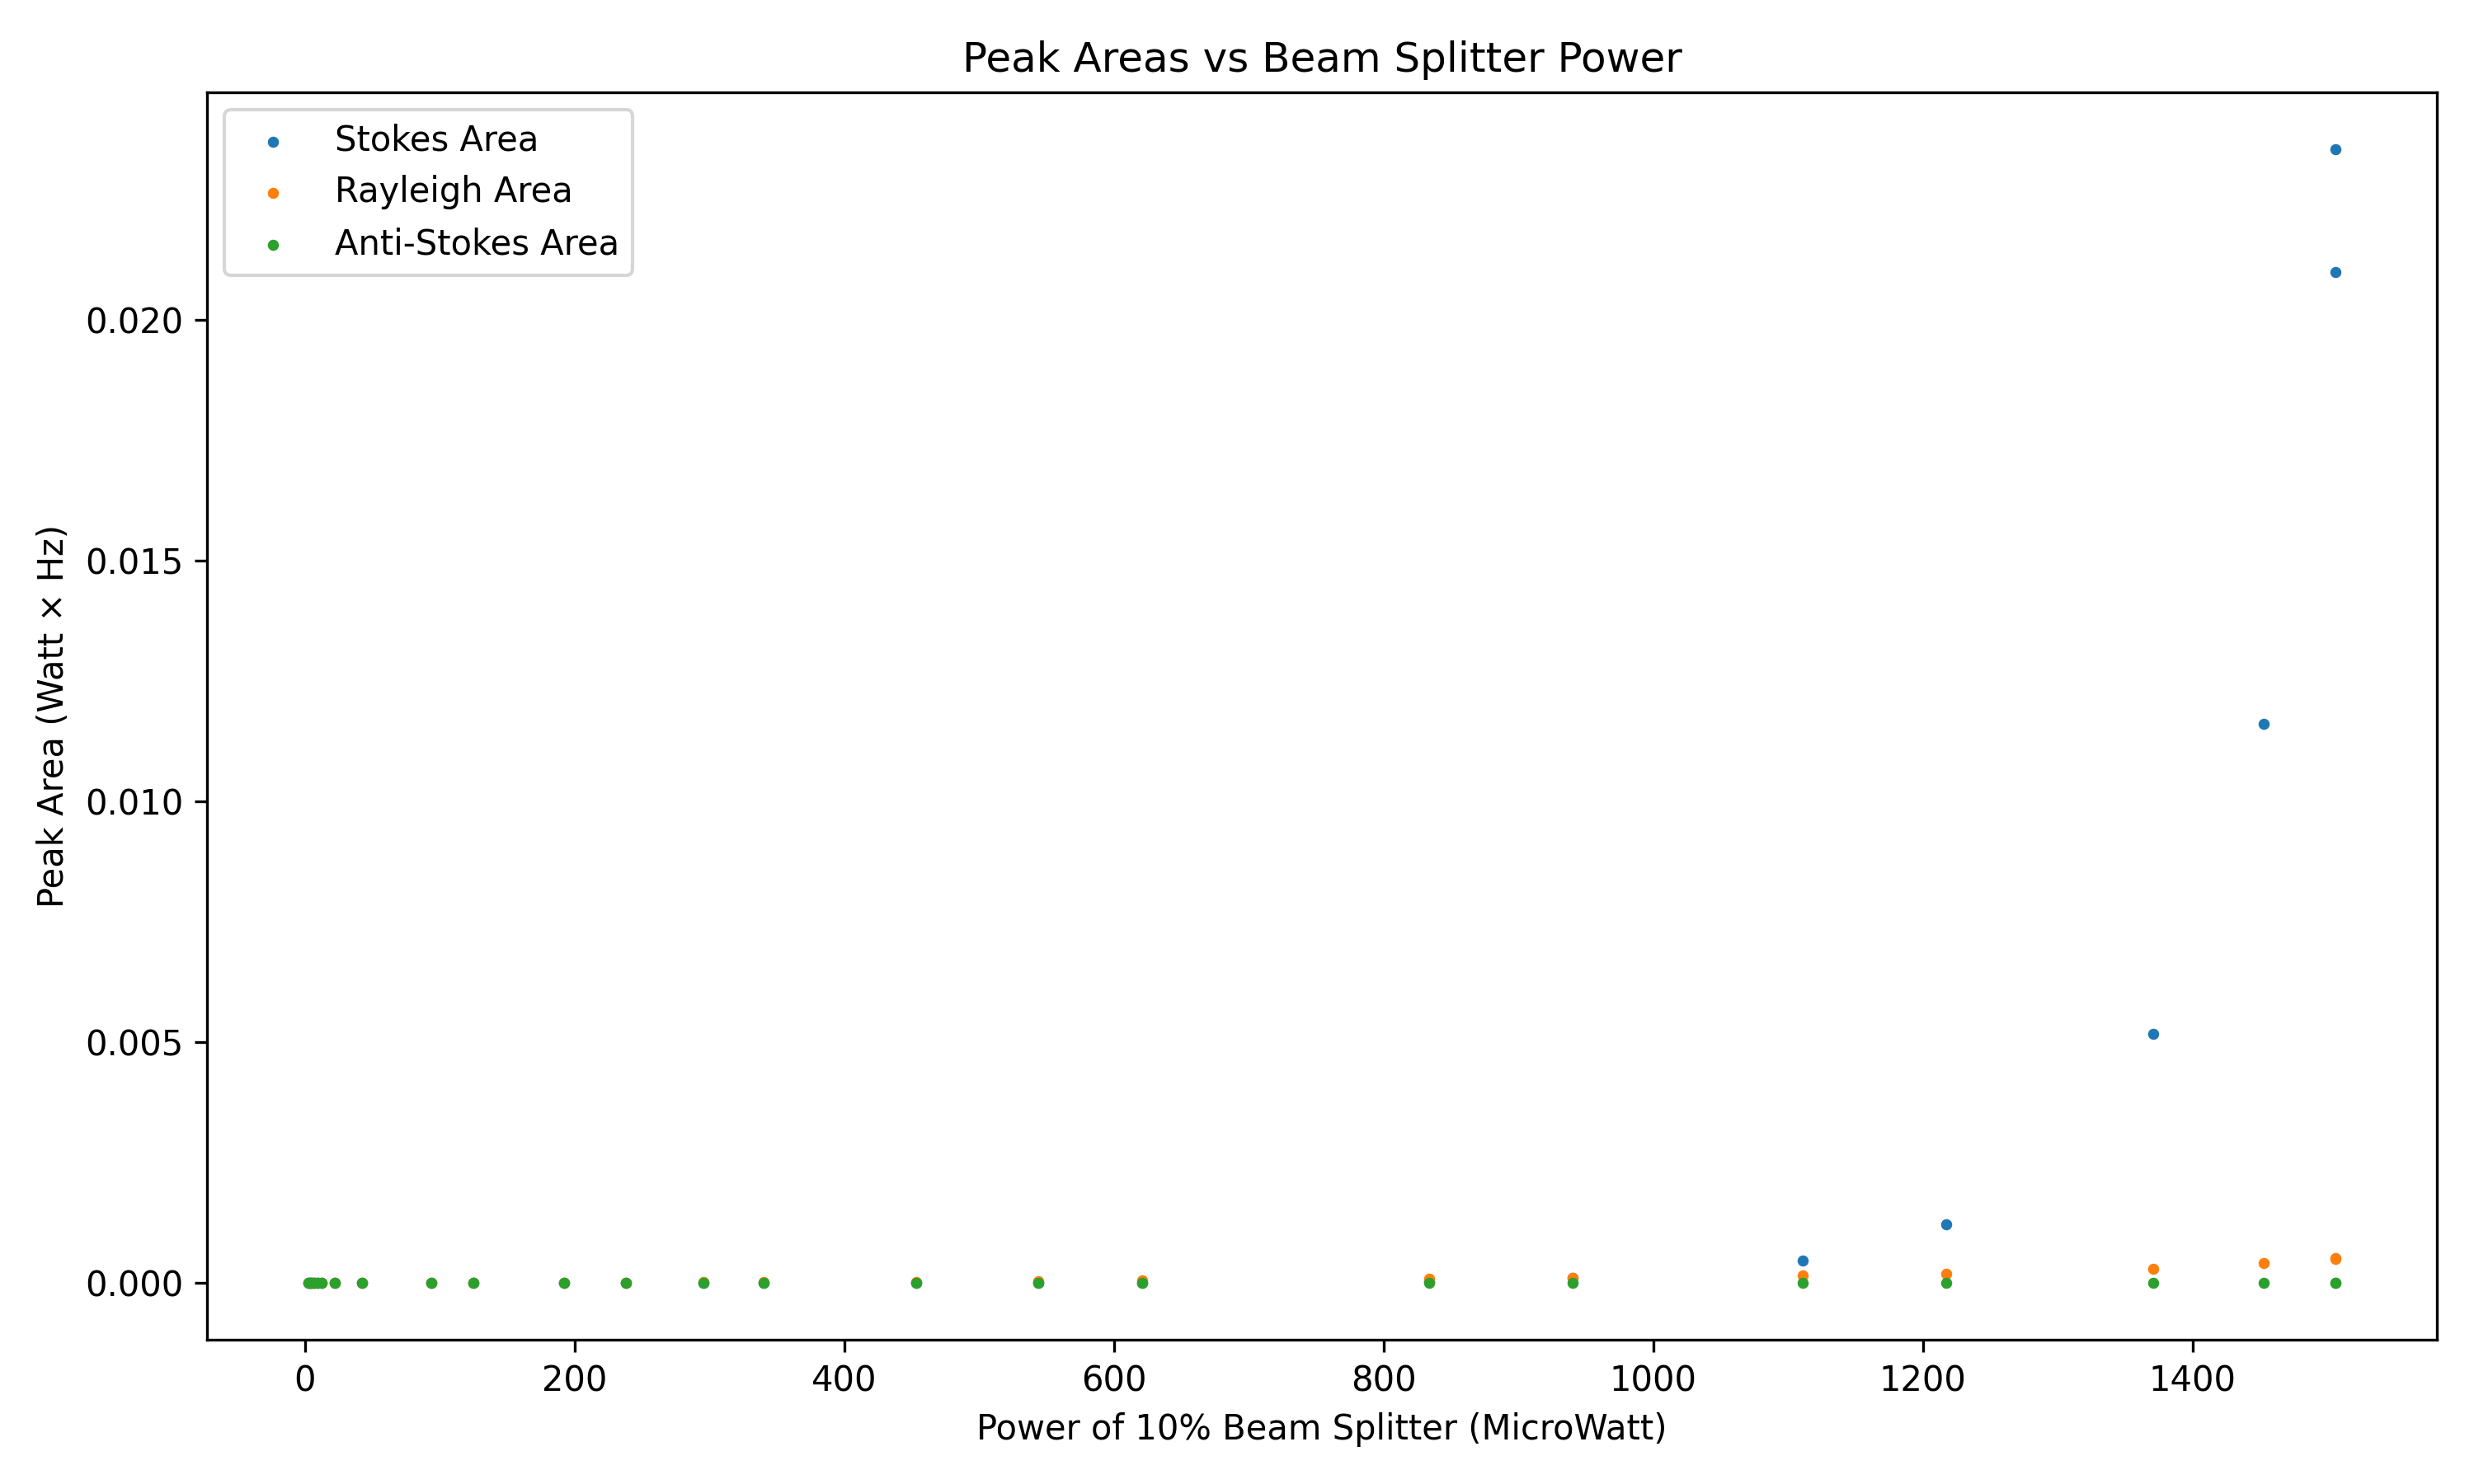 Peak Areas vs Beam Splitter Power
Stokes Area
Rayleigh Area
Anti-Stokes Area
Peak Area (Watt × Hz)
0.020
0.015
0.010
0.005
0.000
0 200 400 600 800 1000 1200 1400
Power of 10% Beam Splitter (MicroWatt)